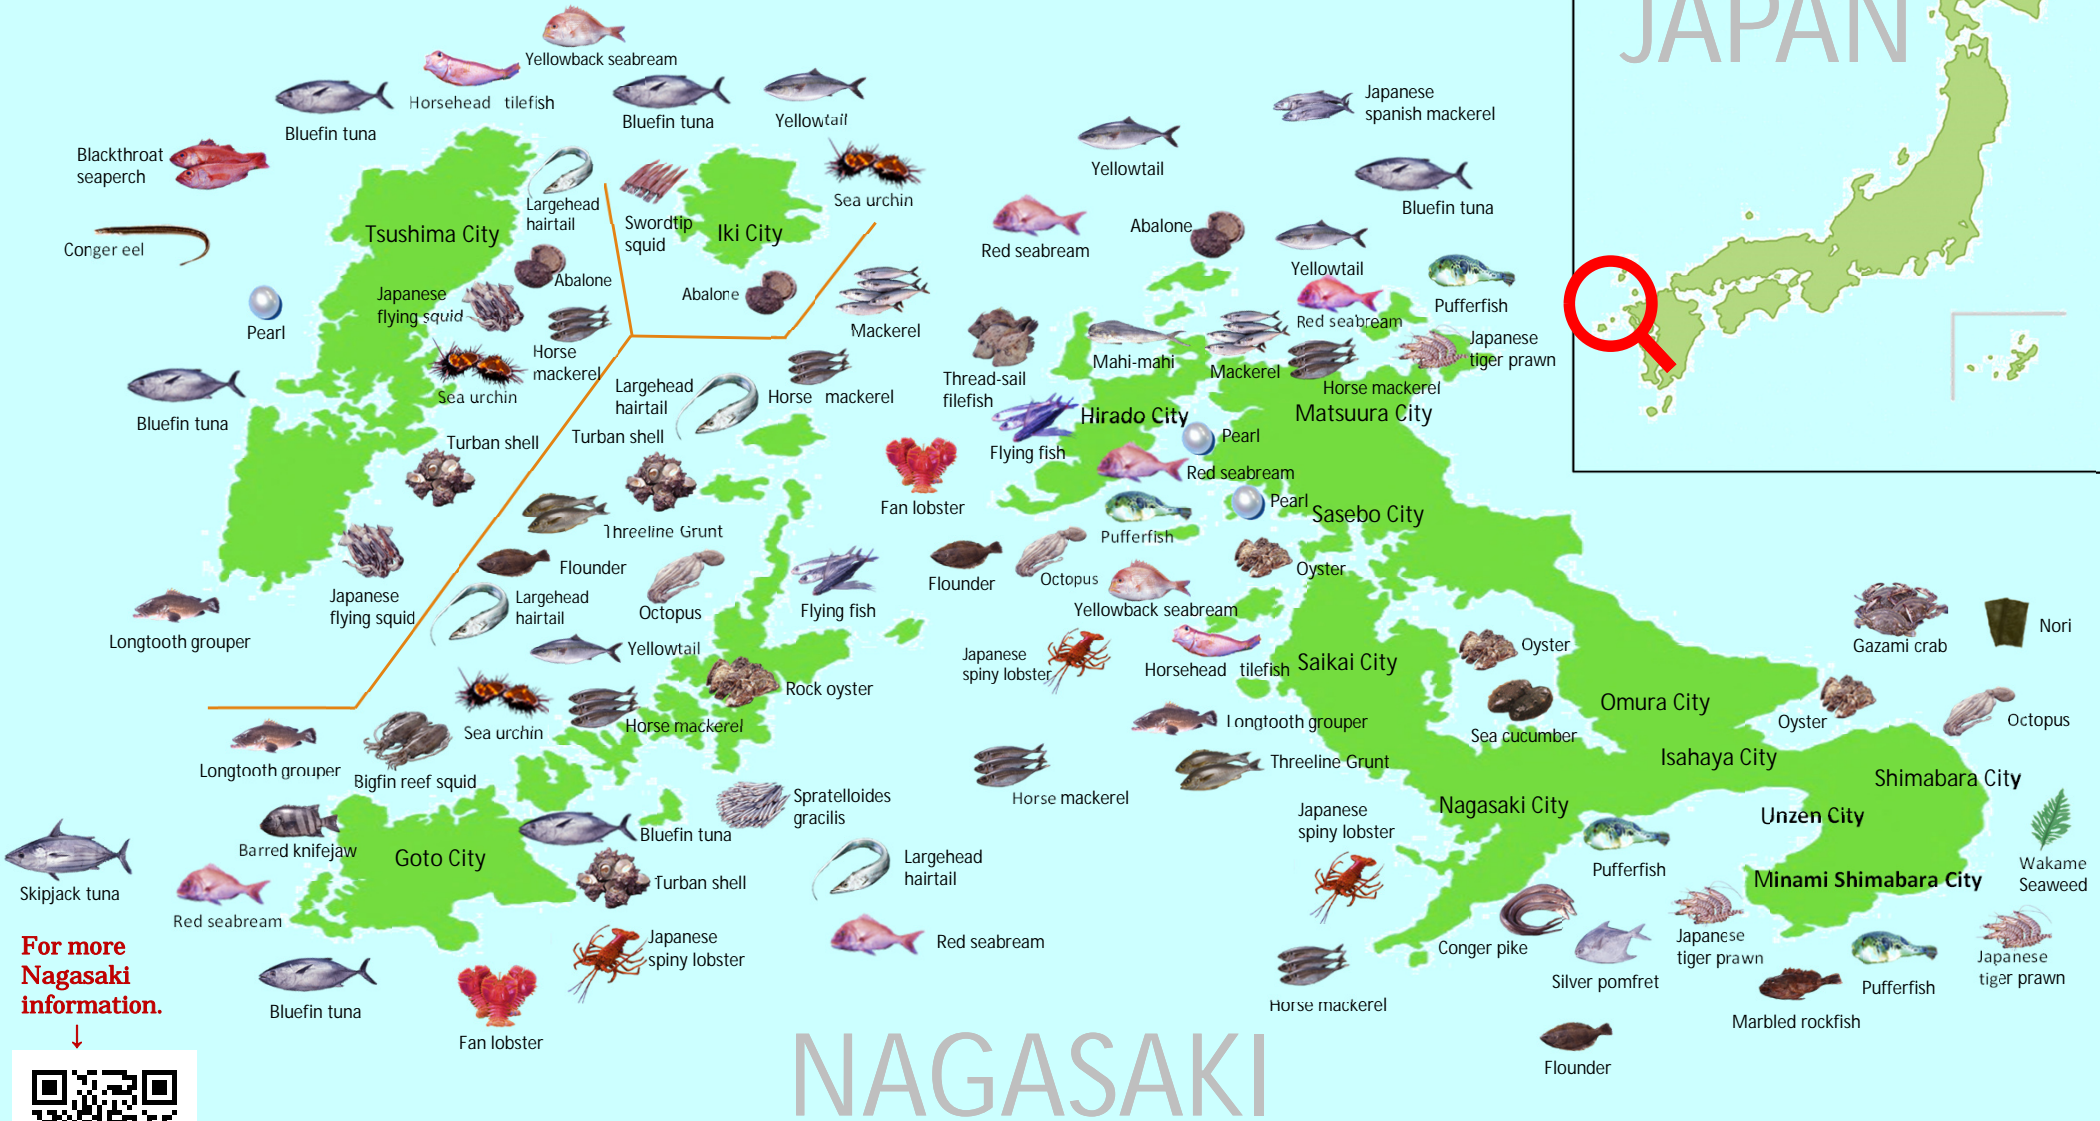 JAPAN
Yellowback seabream
Horsehead tilefish
Bluefin tuna
Bluefin tuna
Yellowtail
Japanese
spanish mackerel
Blackthroat
seaperch
Yellowtail
Bluefin tuna
Largehead
hairtail
Sea urchin
Swordtip
squid
Tsushima City
Iki City
Conger eel
Red seabream
Abalone
Yellowtail
Abalone
Abalone
Pufferfish
Japanese
flying squid
Pearl
Mackerel
Red seabream
Japanese
tiger prawn
Horse
mackerel
Mahi-mahi
Mackerel
Horse mackerel
Thread-sail
filefish
Sea urchin
Largehead
hairtail
Horse mackerel
Bluefin tuna
Hirado City
Matsuura City
Turban shell
Turban shell
Pearl
Flying fish
Red seabream
Fan lobster
Pearl
Sasebo City
Threeline Grunt
Pufferfish
Flounder
Flounder
Octopus
Oyster
Japanese
flying squid
Largehead
hairtail
Octopus
Flying fish
Yellowback seabream
Longtooth grouper
Yellowtail
Japanese
spiny lobster
Horsehead tilefish
Saikai City
Oyster
Gazami crab
Nori
Rock oyster
Omura City
Sea urchin
Horse mackerel
Longtooth grouper
Sea cucumber
Oyster
Octopus
Longtooth grouper
Bigfin reef squid
Threeline Grunt
Isahaya City
Shimabara City
Horse mackerel
Spratelloides
gracilis
Japanese
spiny lobster
Nagasaki City
Unzen City
Bluefin tuna
Barred knifejaw
Goto City
Largehead
hairtail
Pufferfish
Wakame
Seaweed
Skipjack tuna
Turban shell
Minami Shimabara City
Red seabream
Japanese
spiny lobster
Red seabream
Conger pike
Japanese
tiger prawn
Japanese
tiger prawn
For more
Nagasaki
information.
↓
Silver pomfret
Pufferfish
Bluefin tuna
Horse mackerel
Marbled rockfish
Fan lobster
Flounder
NAGASAKI